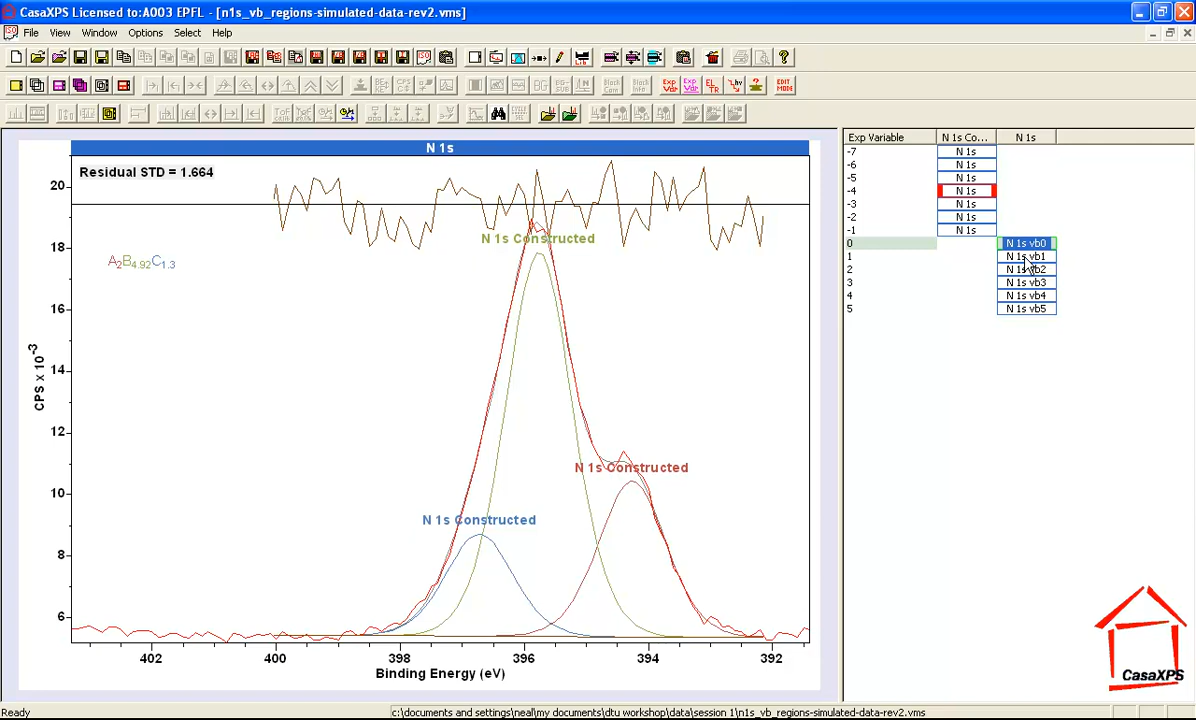 CasaXPS Licensed to:A003 EPFL - [n1s_vb_regions-simulated-data-rev2.vms]
File View Window Options Select Help
N 1s
Residual STD = 1.664
20
18
16
14
12
10
8
6
CPS x 10⁻³
A₂B₄.₉₂C₁.₃
N 1s Constructed
N 1s Constructed
N 1s Constructed
402 400 398 396 394 392
Binding Energy (eV)
Exp Variable N 1s Co... N 1s
-7 N 1s
-6 N 1s
-5 N 1s
-4 N 1s
-3 N 1s
-2 N 1s
-1 N 1s
0 N 1s vb0
1 N 1s vb1
2 N 1s vb2
3 N 1s vb3
4 N 1s vb4
5 N 1s vb5
CasaXPS
Ready c:\documents and settings\neal\my documents\dtu workshop\data\session 1\n1s_vb_regions-simulated-data-rev2.vms